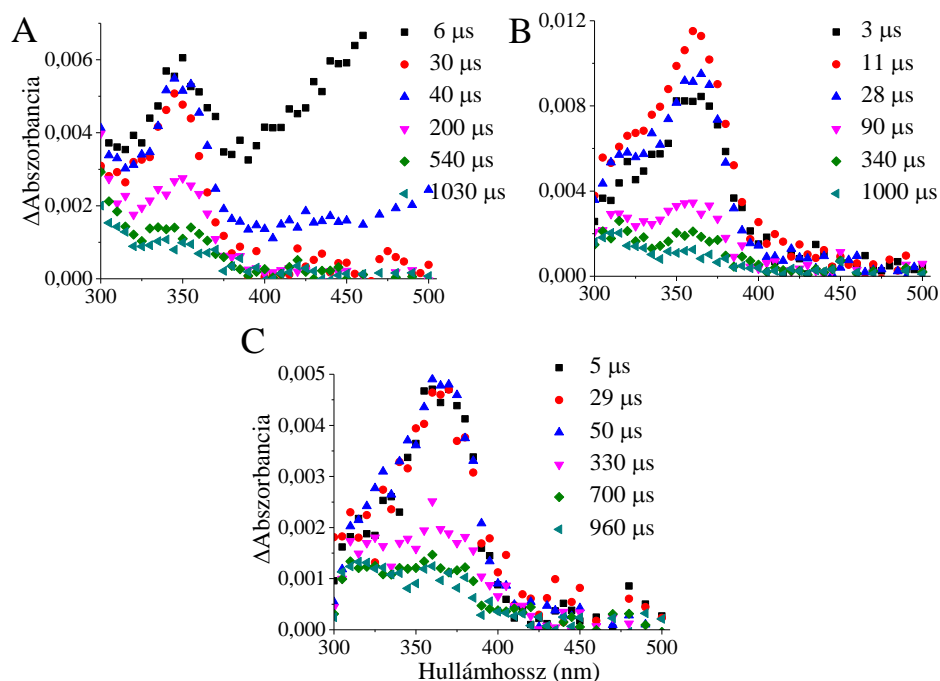 A
ΔAbszorbancia
0,006
0,004
0,002
0,000
300
350
400
450
500
6 μs
30 μs
40 μs
200 μs
540 μs
1030 μs
B
0,012
0,008
0,004
0,000
300
350
400
450
500
3 μs
11 μs
28 μs
90 μs
340 μs
1000 μs
C
ΔAbszorbancia
0,005
0,004
0,003
0,002
0,001
0,000
300
350
400
450
500
Hullámhossz (nm)
5 μs
29 μs
50 μs
330 μs
700 μs
960 μs